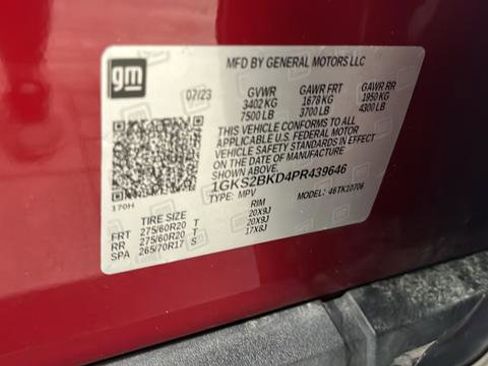 gm
MFD BY GENERAL MOTORS LLC
07/23 GVWR GAWR FRT GAWR RR
3402 KG 1678 KG 1950 KG
7500 LB 3700 LB 4300 LB
THIS VEHICLE CONFORMS TO ALL
APPLICABLE U.S. FEDERAL MOTOR
VEHICLE SAFETY STANDARDS IN EFFECT
ON THE DATE OF MANUFACTURE
SHOWN ABOVE.
1GKS2BKD4PR439646
170H TYPE: MPV MODEL: 4STK10706
TIRE SIZE RIM
FRT 275/60R20 T 20X9J
RR 275/60R20 T 20X9J
SPA 265/70R17 S 17X8J